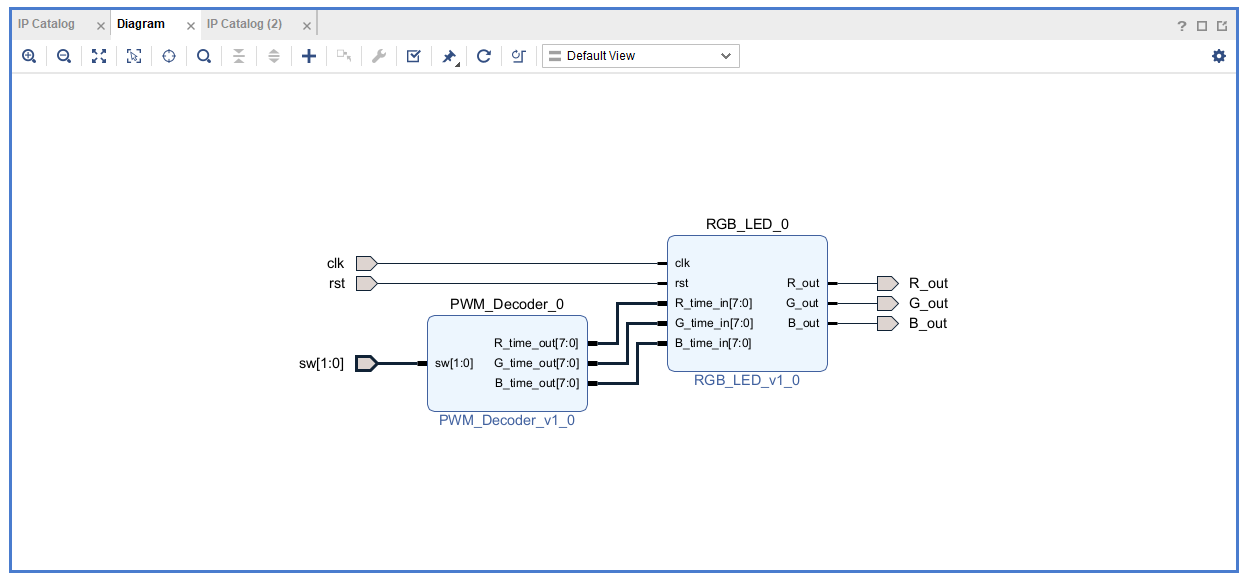 IP Catalog
Diagram
IP Catalog (2)
Default View
RGB_LED_0
clk
clk
rst
rst
R_out
R_out
PWM_Decoder_0
R_time_in[7:0]
G_out
G_out
G_time_in[7:0]
B_out
B_out
R_time_out[7:0]
B_time_in[7:0]
sw[1:0]
sw[1:0]
G_time_out[7:0]
B_time_out[7:0]
RGB_LED_v1_0
PWM_Decoder_v1_0